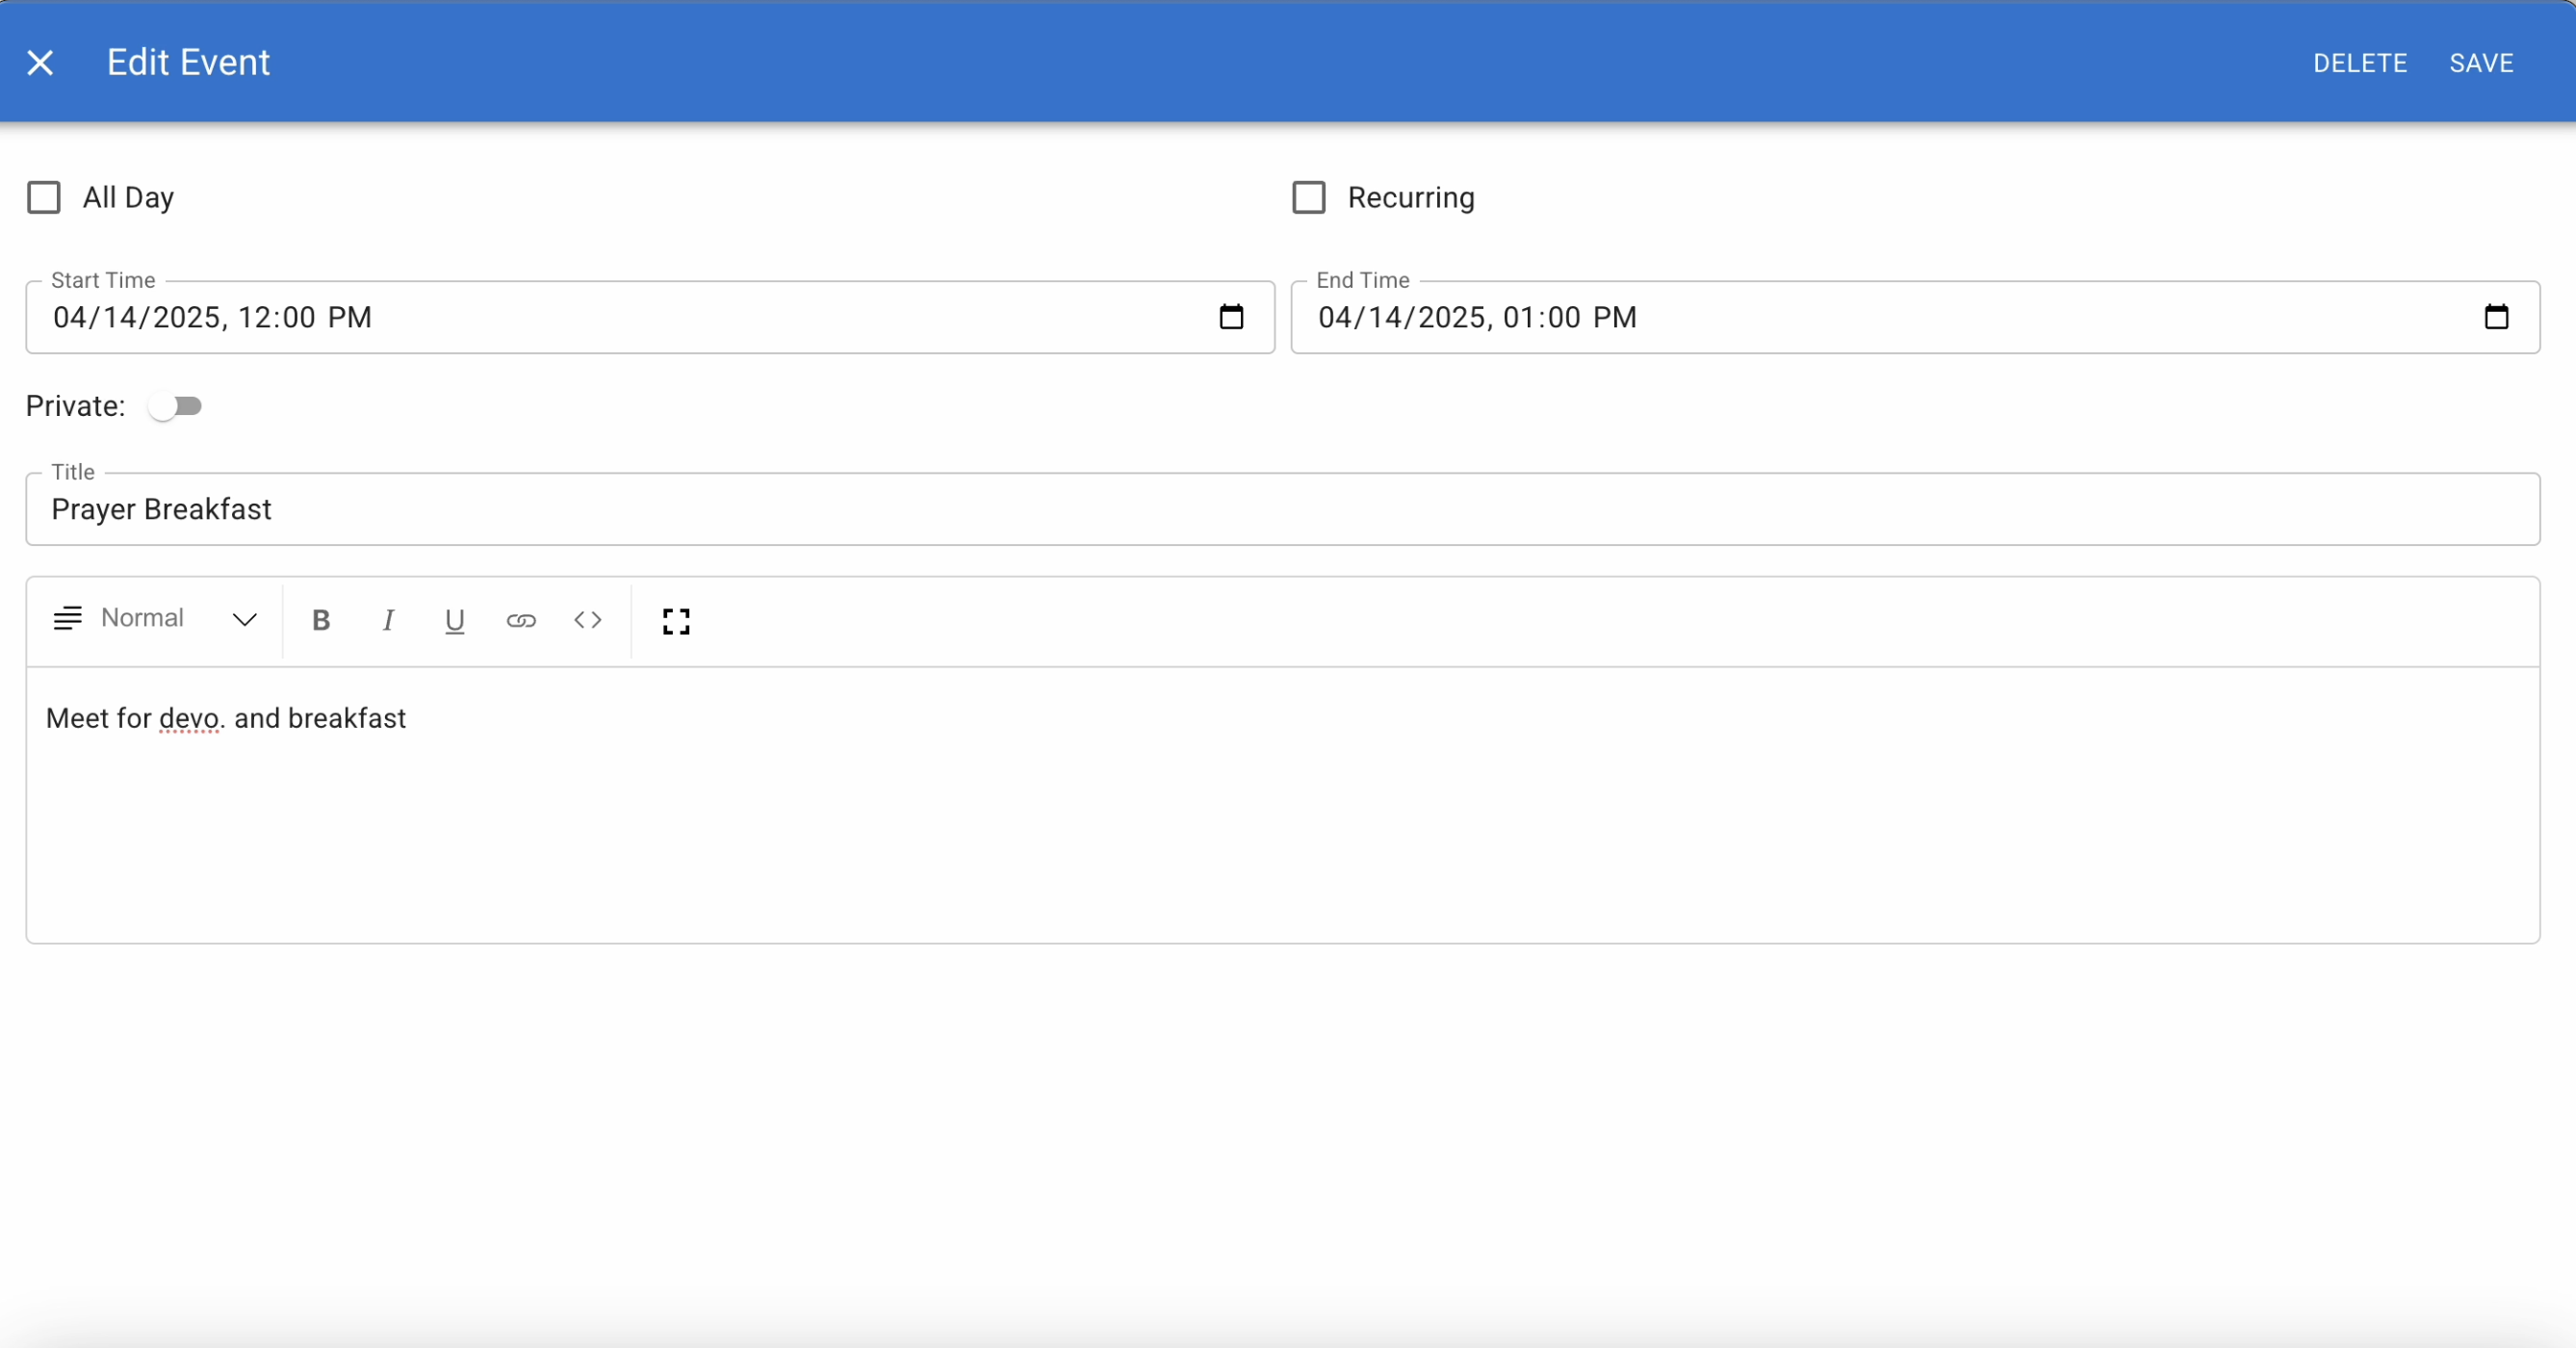 Edit Event
DELETE SAVE
All Day
Recurring
Start Time
04/14/2025, 12:00 PM
End Time
04/14/2025, 01:00 PM
Private:
Title
Prayer Breakfast
Normal B I U <>
Meet for devo. and breakfast